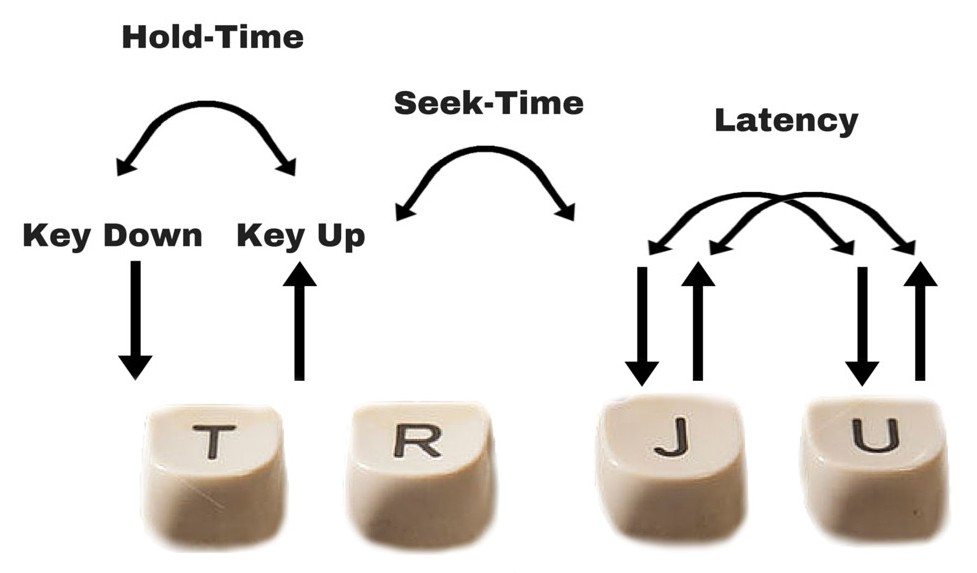 Hold-Time
Seek-Time
Latency
Key Down Key Up
T R J U